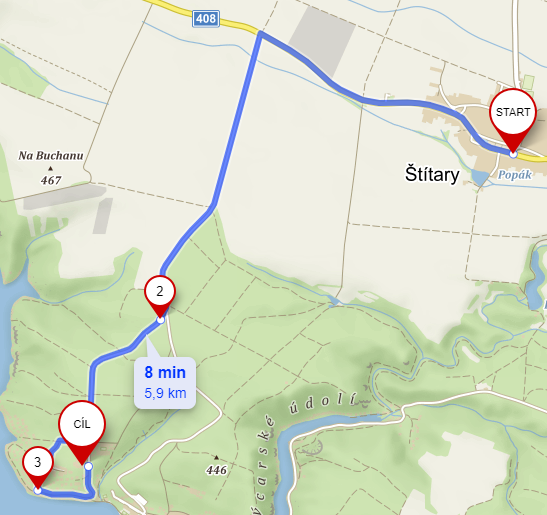 408
START
Štítary
Popák
Na Buchanu
467
2
8 min
5,9 km
údolí
CÍL
3
446